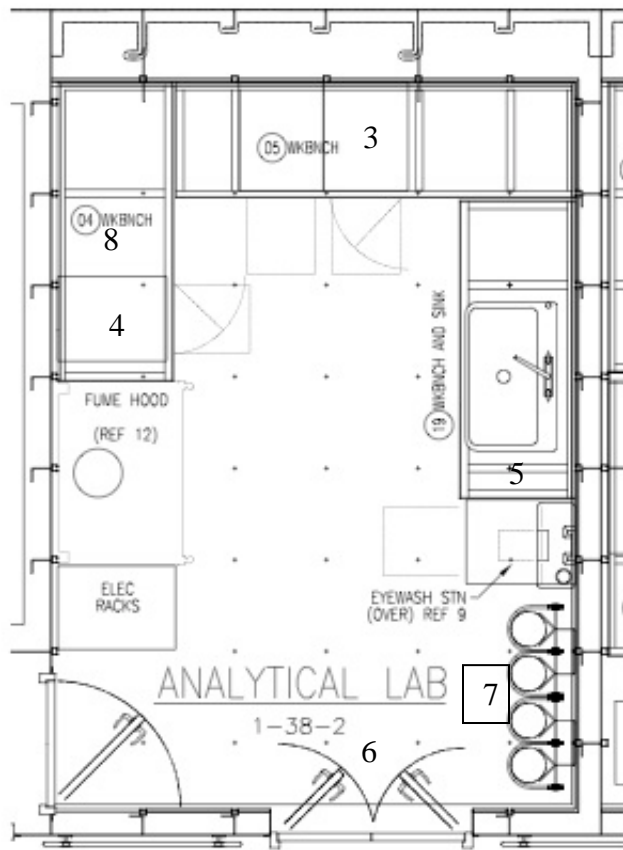 05 WKBNCH
3
04 WKBNCH
8
4
19 WKBNCH AND SINK
FUME HOOD
(REF 12)
5
ELEC
RACKS
EYEWASH STN
(OVER) REF 9
ANALYTICAL LAB
7
1-38-2
6